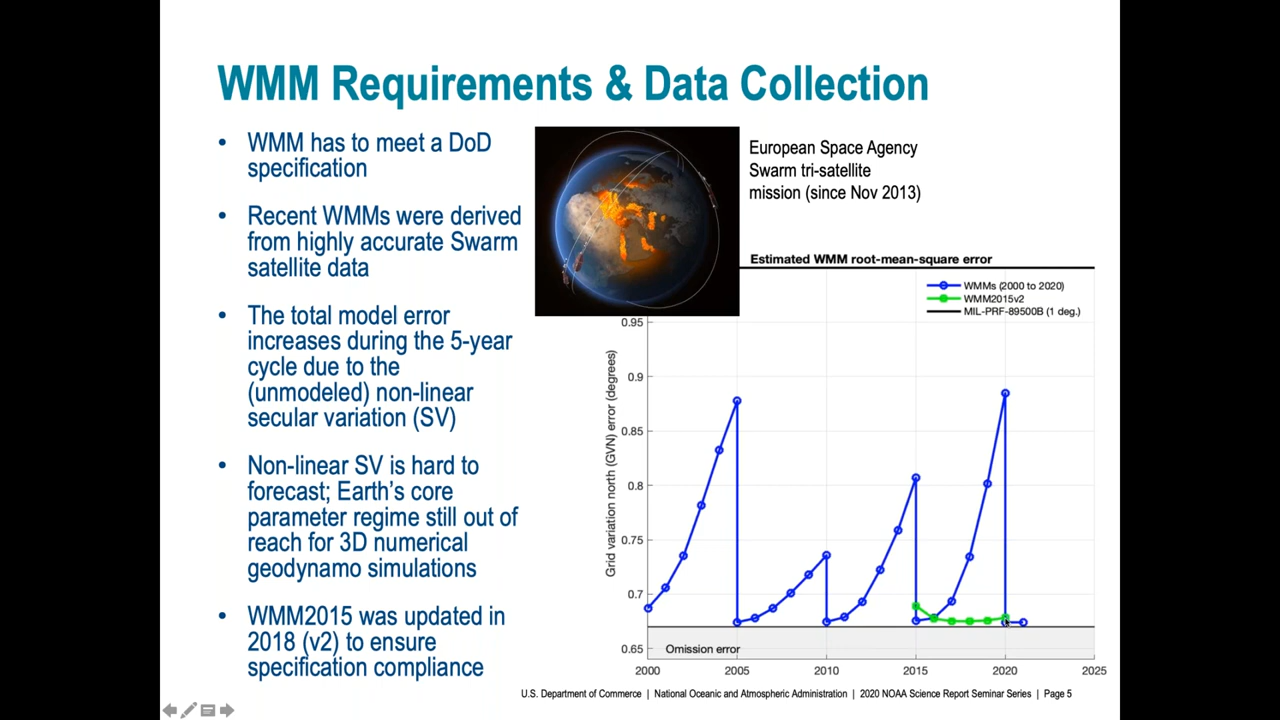 WMM Requirements & Data Collection
• WMM has to meet a DoD
specification
• Recent WMMs were derived
from highly accurate Swarm
satellite data
• The total model error
increases during the 5-year
cycle due to the
(unmodeled) non-linear
secular variation (SV)
• Non-linear SV is hard to
forecast; Earth's core
parameter regime still out of
reach for 3D numerical
geodynamo simulations
• WMM2015 was updated in
2018 (v2) to ensure
specification compliance
European Space Agency
Swarm tri-satellite
mission (since Nov 2013)
Estimated WMM root-mean-square error
WMMs (2000 to 2020)
WMM2015v2
MIL-PRF-89500B (1 deg.)
Grid variation north (GVN) error (degrees)
0.95
0.9
0.85
0.8
0.75
0.7
0.65
Omission error
2000 2005 2010 2015 2020 2025
U.S. Department of Commerce | National Oceanic and Atmospheric Administration | 2020 NOAA Science Report Seminar Series | Page 5